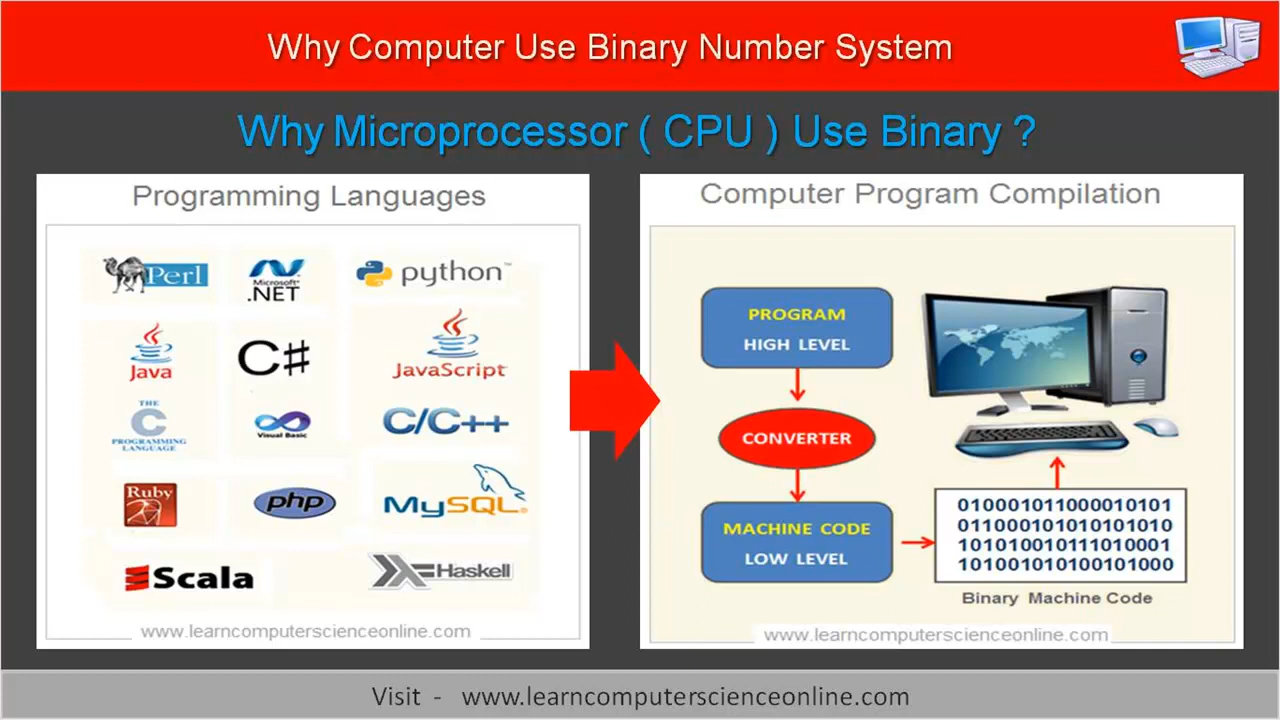 Why Computer Use Binary Number System
Why Microprocessor ( CPU ) Use Binary ?
Programming Languages
Perl
Microsoft®
.NET
python™
Java
C#
JavaScript
THE
C
PROGRAMMING
LANGUAGE
Visual Basic
C/C++
Ruby
php
MySQL
Scala
Haskell
www.learncomputerscienceonline.com
Computer Program Compilation
PROGRAM
HIGH LEVEL
CONVERTER
MACHINE CODE
LOW LEVEL
010001011000010101
011000101010101010
101010010111010001
101001010100101000
Binary Machine Code
www.learncomputerscienceonline.com
Visit - www.learncomputerscienceonline.com